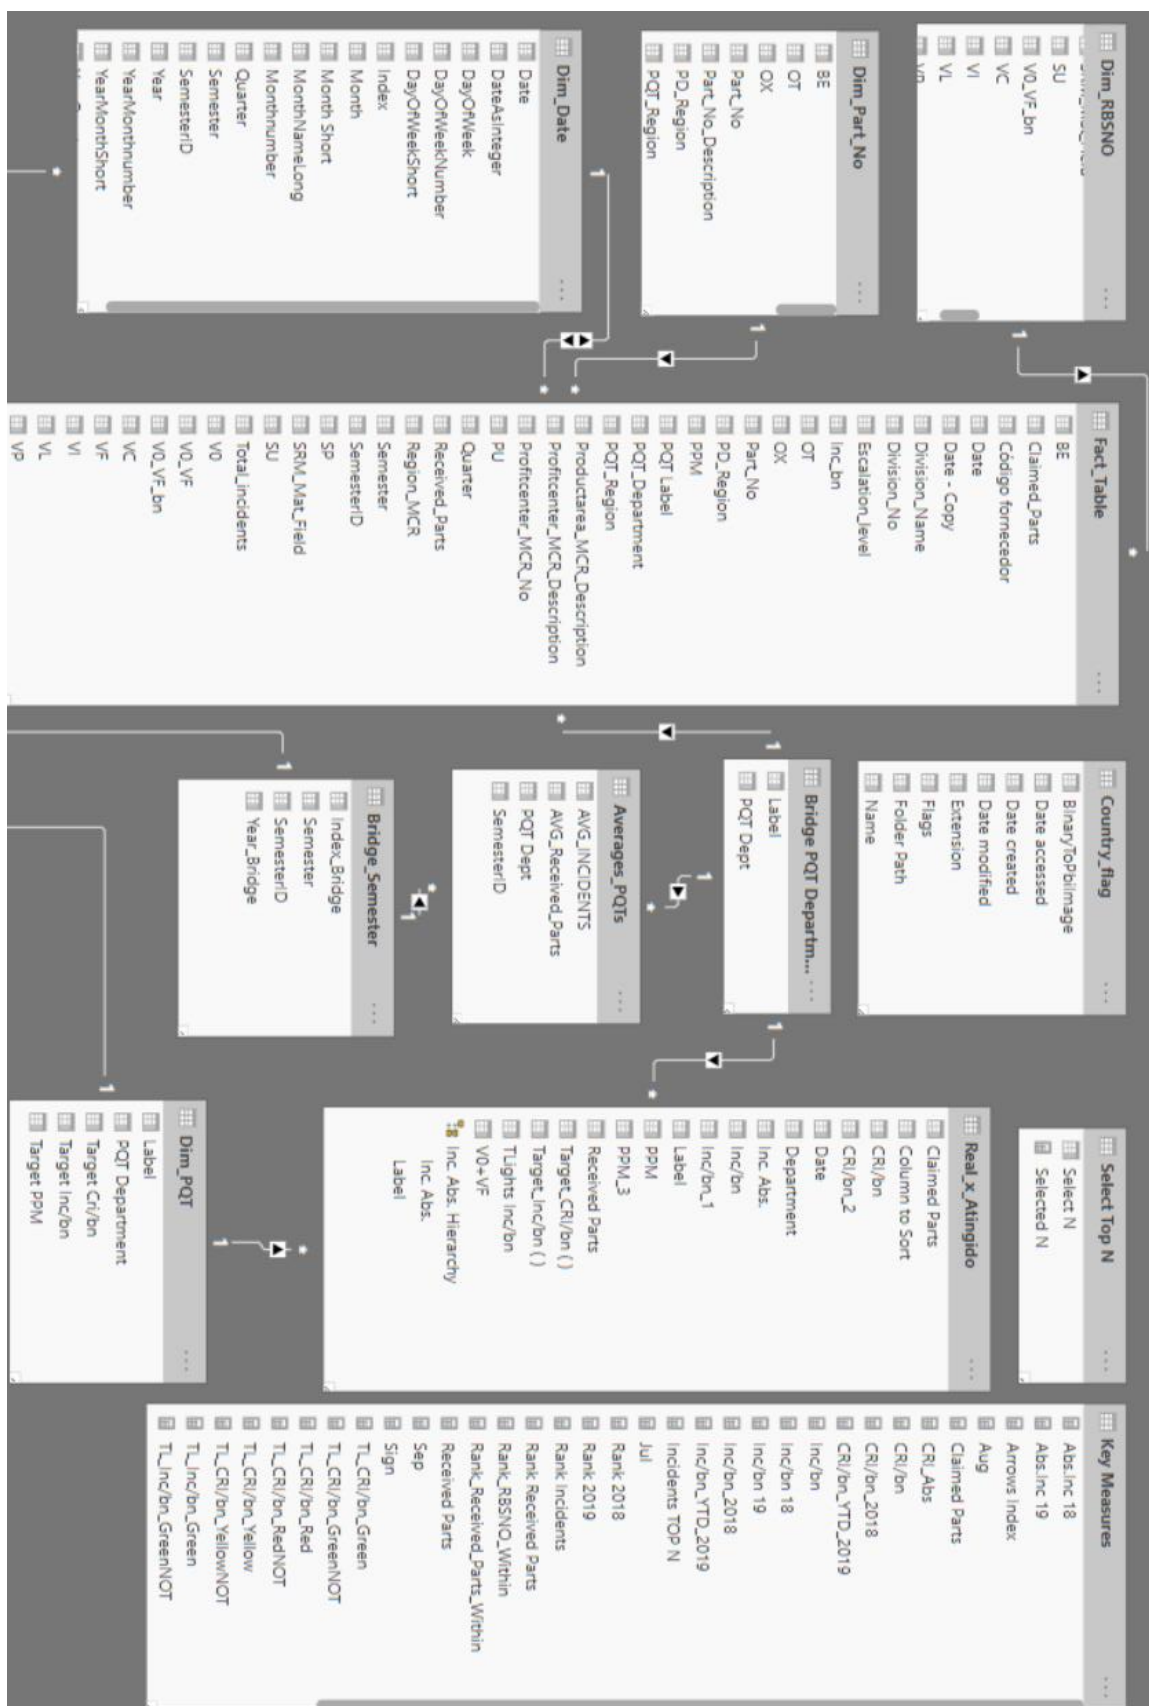 Dim_RBSNO
...
SU
V0_VF_bn
VC
VI
VL
VP
1
Dim_Part_No
...
BE
OT
OX
Part_No
Part_No_Description
PD_Region
PQT_Region
1
Dim_Date
...
Date
DateAsInteger
DayOfWeek
DayOfWeekNumber
DayOfWeekShort
Index
Month
Month Short
MonthNameLong
Monthnumber
Quarter
Semester
SemesterID
Year
YearMonthnumber
YearMonthShort
1
*
*
Fact_Table
...
BE
Claimed_Parts
Código fornecedor
Date
Date - Copy
Division_Name
Division_No
Escalation_level
Inc_bn
OT
OX
Part_No
PD_Region
PPM
PQT Label
PQT_Department
PQT_Region
Productarea_MCR_Description
Profitcenter_MCR_Description
Profitcenter_MCR_No
PU
Quarter
Received_Parts
Region_MCR
Semester
SemesterID
SP
SRM_Mat_Field
SU
Total_incidents
V0
V0_VF
V0_VF_bn
VC
VF
VI
VL
VP
*
*
*
Country_flag
...
BinaryToPbiImage
Date accessed
Date created
Date modified
Extension
Flags
Folder Path
Name
Bridge PQT Departm...
...
Label
PQT Dept
1
1
1
Averages_PQTs
...
AVG_INCIDENTS
AVG_Received_Parts
PQT Dept
SemesterID
*
*
Bridge_Semester
...
Index_Bridge
Semester
SemesterID
Year_Bridge
1
1
Select Top N
...
Select N
Selected N
Real_x_Atingido
...
Claimed Parts
Column to Sort
CRI/bn
CRI/bn_2
Date
Department
Inc. Abs.
Inc/bn
Inc/bn_1
Label
PPM
PPM_3
Received Parts
Target_CRI/bn ( )
Target_Inc/bn ( )
TLights Inc/bn
V0+VF
Inc. Abs. Hierarchy
Inc. Abs.
Label
*
*
Dim_PQT
...
Label
PQT Department
Target Cri/bn
Target Inc/bn
Target PPM
1
1
Key Measures
...
Abs.Inc 18
Abs.Inc 19
Arrows Index
Aug
Claimed Parts
CRI_Abs
CRI/bn
CRI/bn_2018
CRI/bn_YTD_2019
Inc/bn
Inc/bn 18
Inc/bn 19
Inc/bn_2018
Inc/bn_YTD_2019
Incidents TOP N
Jul
Rank 2018
Rank 2019
Rank Incidents
Rank Received Parts
Rank_RBSNO_Within
Rank_Received_Parts_Within
Received Parts
Sep
Sign
TL_CRI/bn_Green
TL_CRI/bn_GreenNOT
TL_CRI/bn_Red
TL_CRI/bn_RedNOT
TL_CRI/bn_Yellow
TL_CRI/bn_YellowNOT
TL_Inc/bn_Green
TL_Inc/bn_GreenNOT